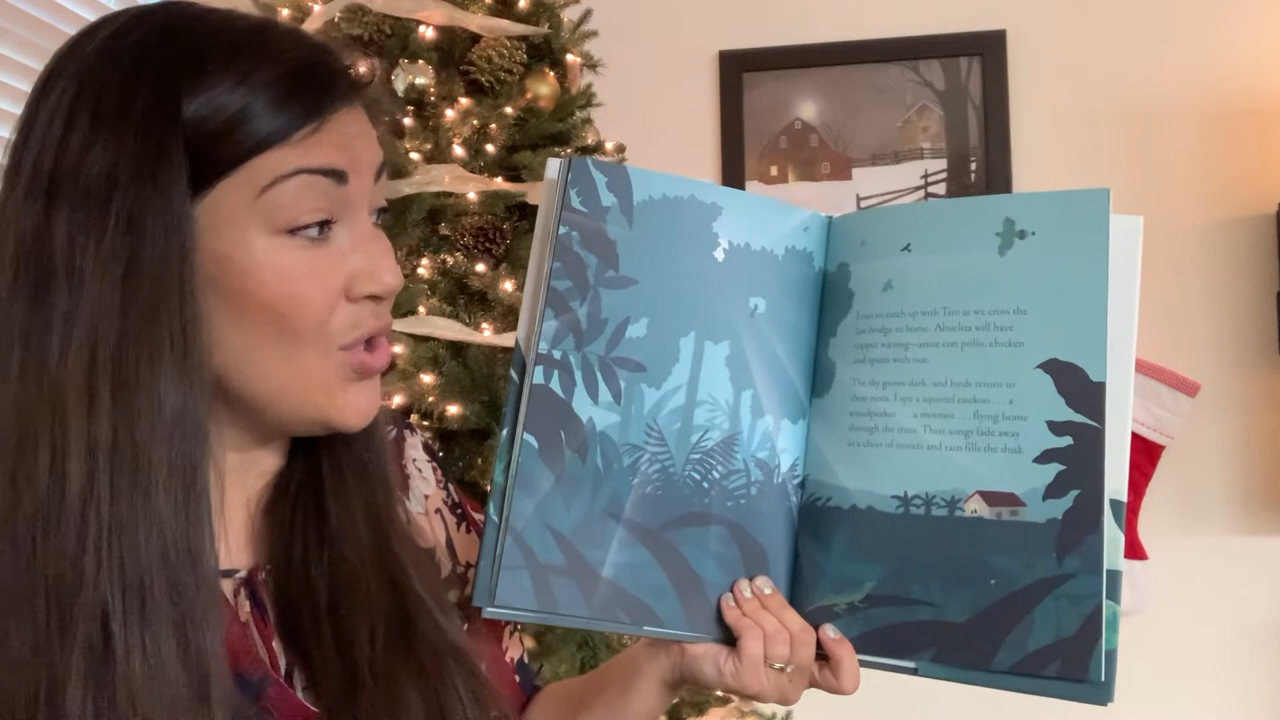 I run to catch up with Tito as we cross the
last bridge to home. Abuelita will have
supper waiting—arroz con pollo, chicken
and spices with rice.
The sky grows dark, and birds return to
their nests. I spy a squirrel cuckoo . . . a
woodpecker . . . a motmot . . . flying home
through the trees. Their songs fade away
as a choir of insects and rain fills the dusk.